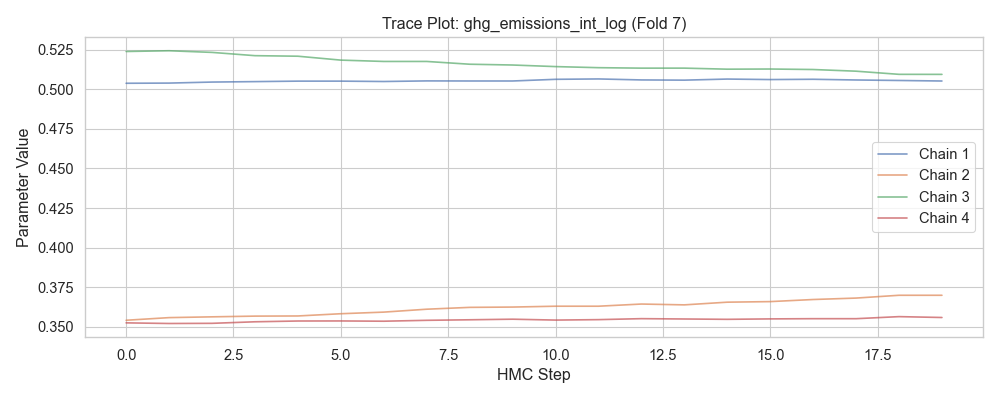 Trace Plot: ghg_emissions_int_log (Fold 7)
Parameter Value
0.525
0.500
0.475
0.450
0.425
0.400
0.375
0.350
Chain 1
Chain 2
Chain 3
Chain 4
0.0 2.5 5.0 7.5 10.0 12.5 15.0 17.5
HMC Step